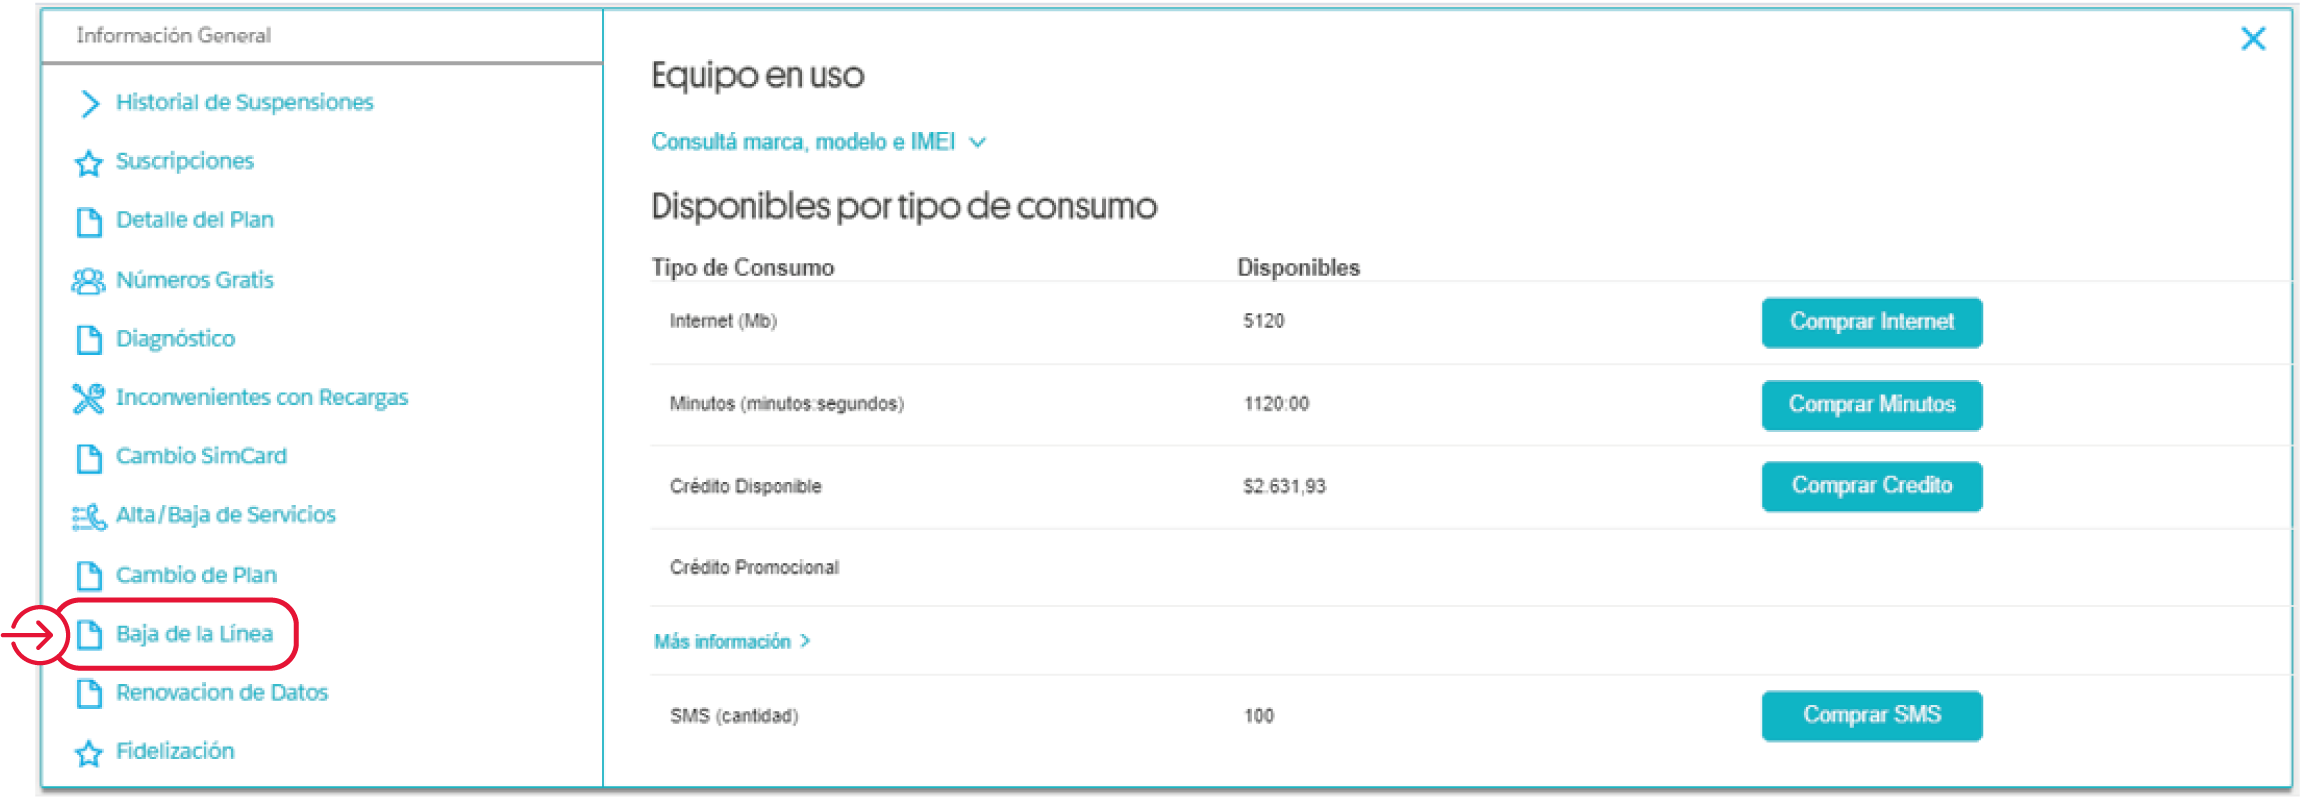 Información General
Historial de Suspensiones
Suscripciones
Detalle del Plan
Números Gratis
Diagnóstico
Inconvenientes con Recargas
Cambio SimCard
Alta/Baja de Servicios
Cambio de Plan
Baja de la Línea
Renovacion de Datos
Fidelización
Equipo en uso
Consultá marca, modelo e IMEI
Disponibles por tipo de consumo
Tipo de Consumo Disponibles
Internet (Mb) 5120 Comprar Internet
Minutos (minutos:segundos) 1120:00 Comprar Minutos
Crédito Disponible $2.631,93 Comprar Credito
Crédito Promocional
Más información >
SMS (cantidad) 100 Comprar SMS